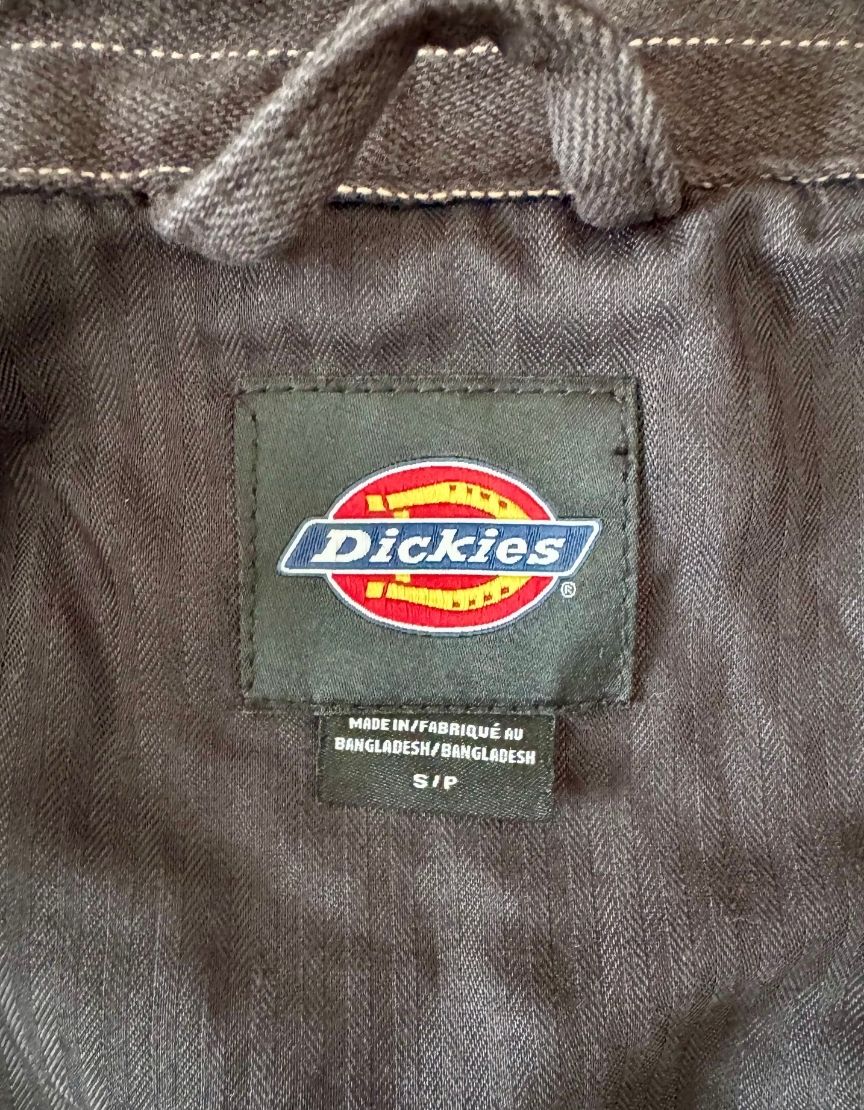 Dickies®
MADE IN/FABRIQUÉ AU
BANGLADESH/BANGLADESH
S/P